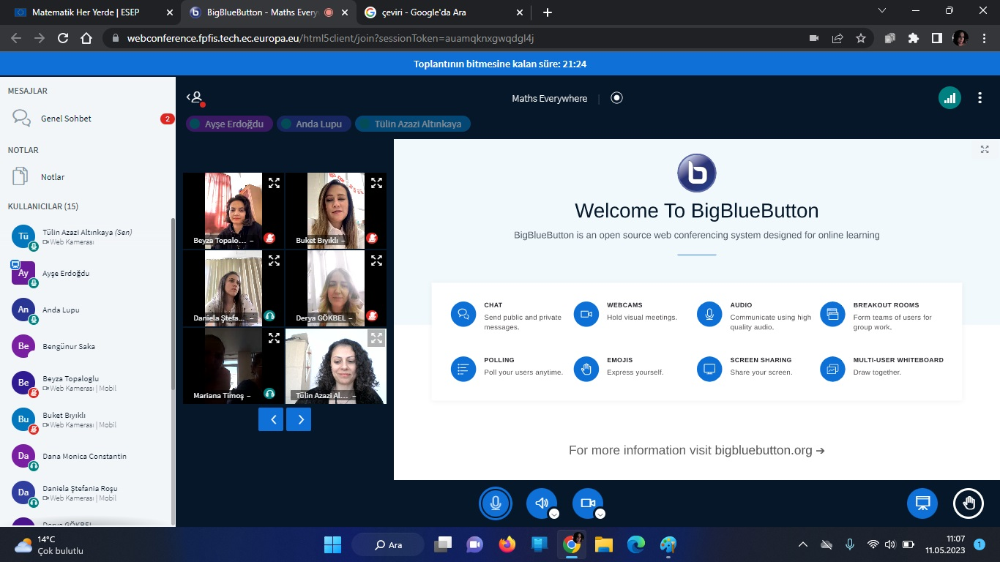 Matematik Her Yerde | ESEP
BigBlueButton - Maths Every
çeviri - Google'da Ara
webconference.fpfis.tech.ec.europa.eu/html5client/join?sessionToken=auamqknxgwqdgl4j
Toplantının bitmesine kalan süre: 21:24
MESAJLAR
Genel Sohbet
2
NOTLAR
Notlar
KULLANICILAR (15)
Tü
Tülin Azazi Altınkaya (Sen)
Web Kamerası
Ay
Ayşe Erdoğdu
An
Anda Lupu
Be
Bengünur Saka
Be
Beyza Topaloglu
Web Kamerası | Mobil
Bu
Buket Bıyıklı
Web Kamerası | Mobil
Da
Dana Monica Constantin
Da
Daniela Ştefania Roşu
Web Kamerası | Mobil
Derya GÖKBEL
Maths Everywhere
Ayşe Erdoğdu
Anda Lupu
Tülin Azazi Altınkaya
Beyza Topalo...
Buket Bıyıklı
Daniela Ştefa...
Derya GÖKBEL
Mariana Timoş
Tülin Azazi Al...
b
Welcome To BigBlueButton
BigBlueButton is an open source web conferencing system designed for online learning
CHAT
Send public and private
messages.
WEBCAMS
Hold visual meetings.
AUDIO
Communicate using high
quality audio.
BREAKOUT ROOMS
Form teams of users for
group work.
POLLING
Poll your users anytime.
EMOJIS
Express yourself.
SCREEN SHARING
Share your screen.
MULTI-USER WHITEBOARD
Draw together.
For more information visit bigbluebutton.org ➔
14°C
Çok bulutlu
Ara
11:07
11.05.2023
1